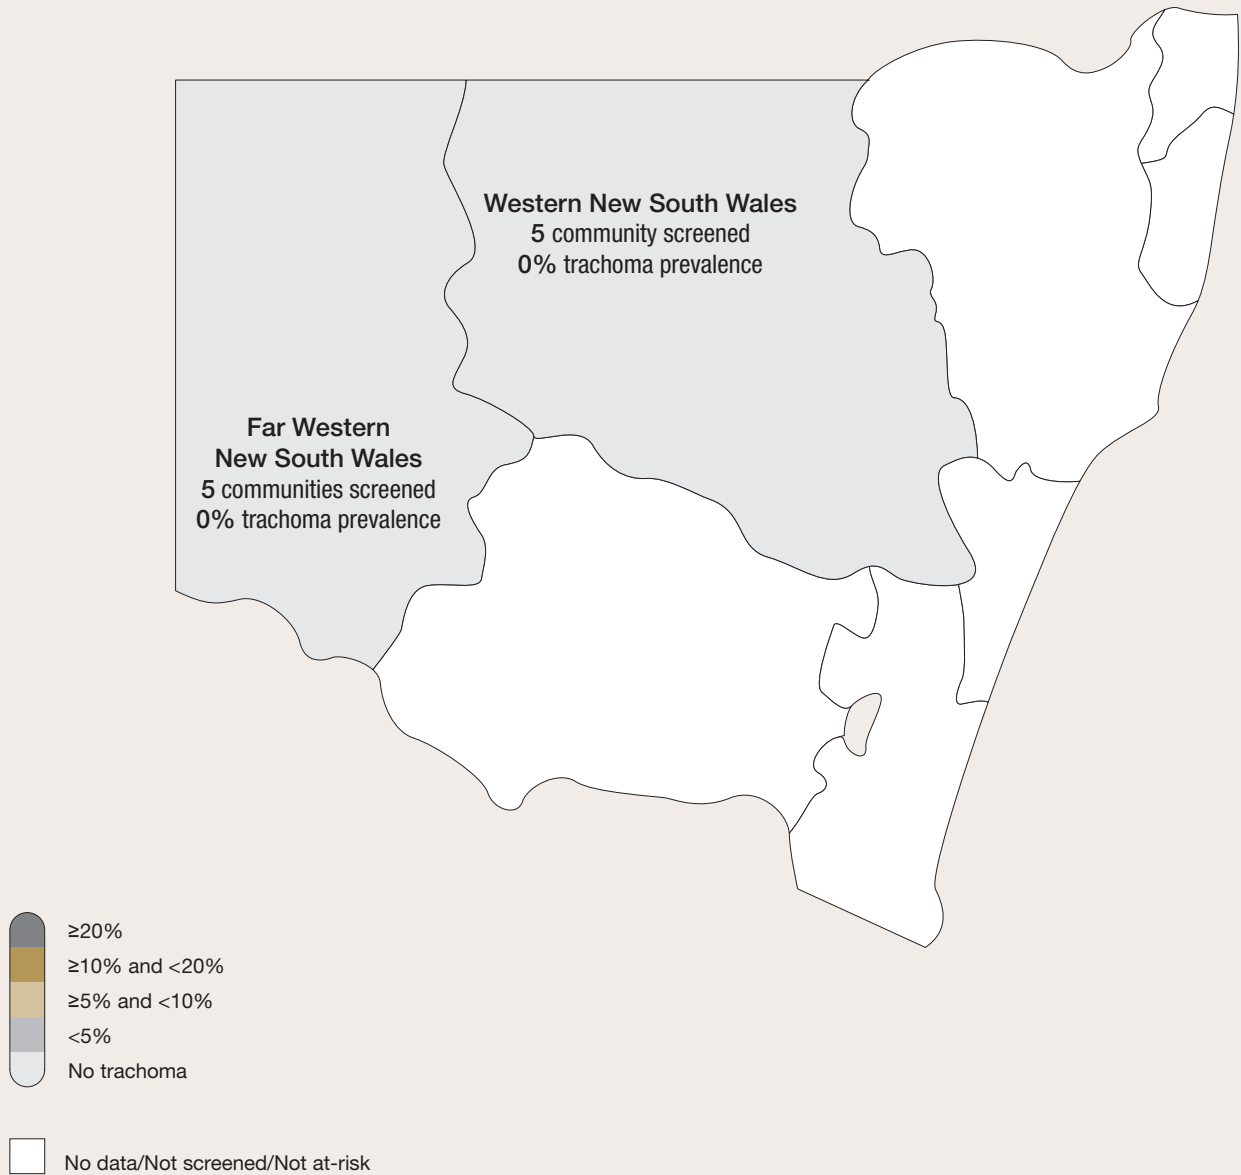 Western New South Wales
5 community screened
0% trachoma prevalence
Far Western
New South Wales
5 communities screened
0% trachoma prevalence
≥20%
≥10% and <20%
≥5% and <10%
<5%
No trachoma
No data/Not screened/Not at-risk